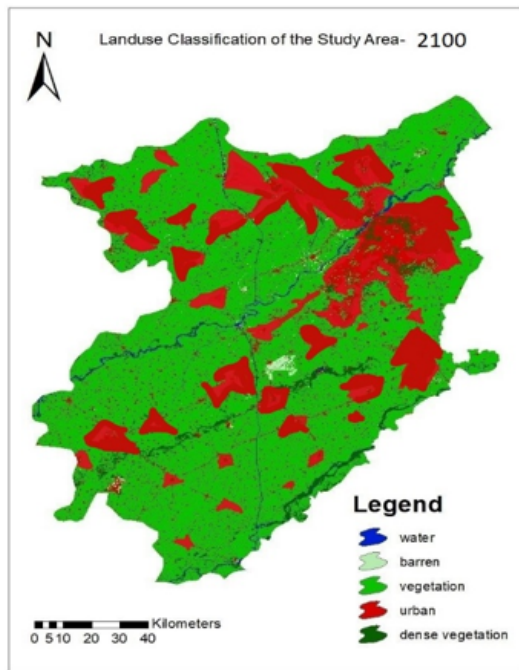 Landuse Classification of the Study Area- 2100
N
Legend
water
barren
vegetation
urban
dense vegetation
Kilometers
0 5 10 20 30 40